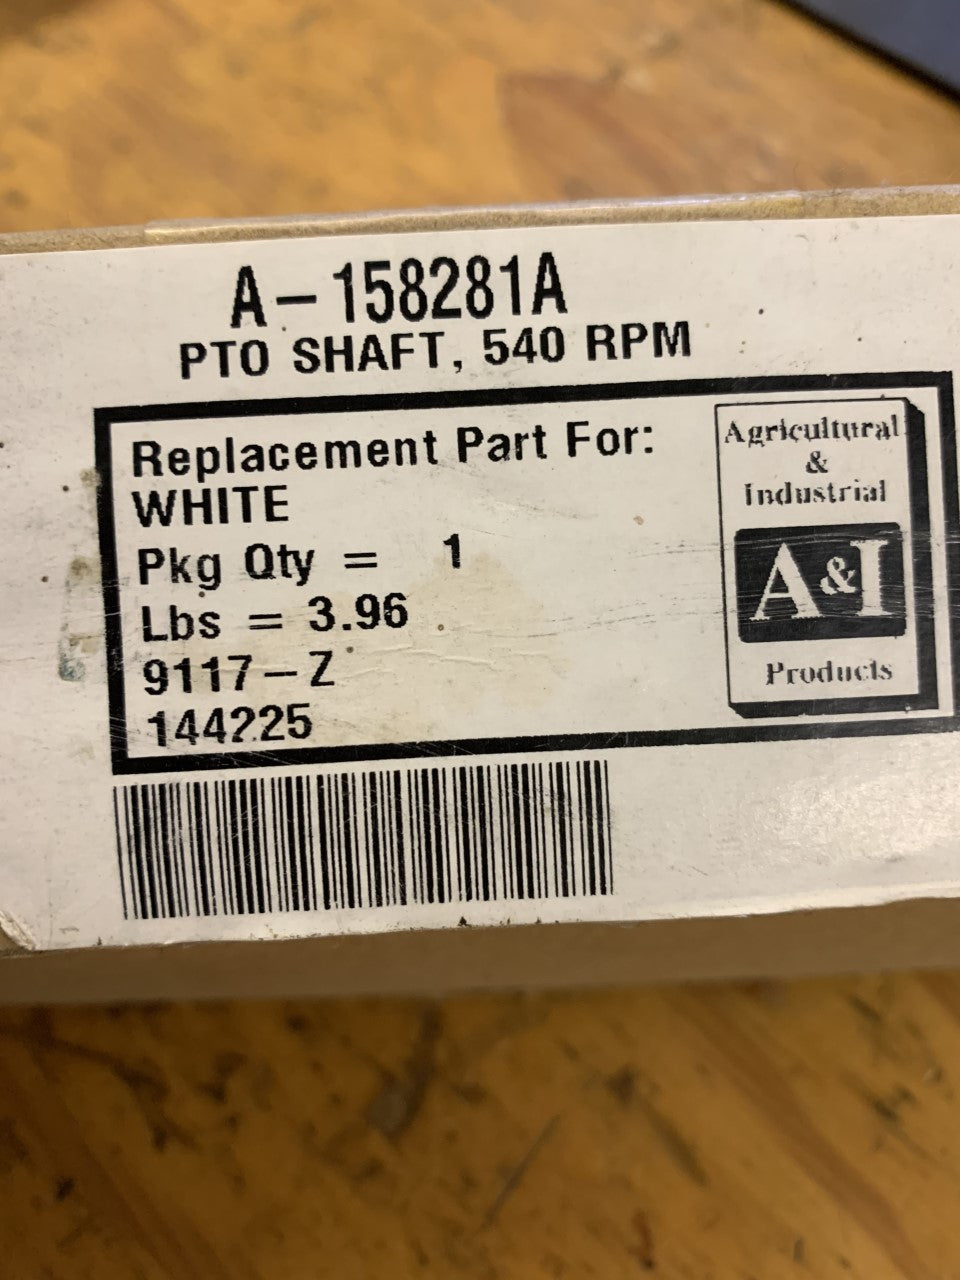 A-158281A
PTO SHAFT, 540 RPM
Replacement Part For:
WHITE
Pkg Qty = 1
Lbs = 3.96
9117-Z
144225
Agricultural
&
Industrial
A&I
Products